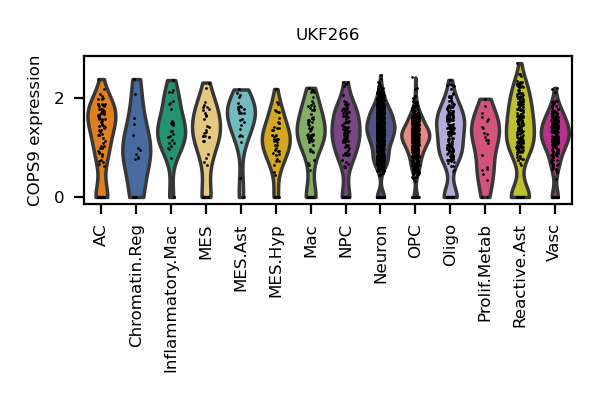 UKF266
COPS9 expression
2
0
AC
Chromatin.Reg
Inflammatory.Mac
MES
MES.Ast
MES.Hyp
Mac
NPC
Neuron
OPC
Oligo
Prolif.Metab
Reactive.Ast
Vasc